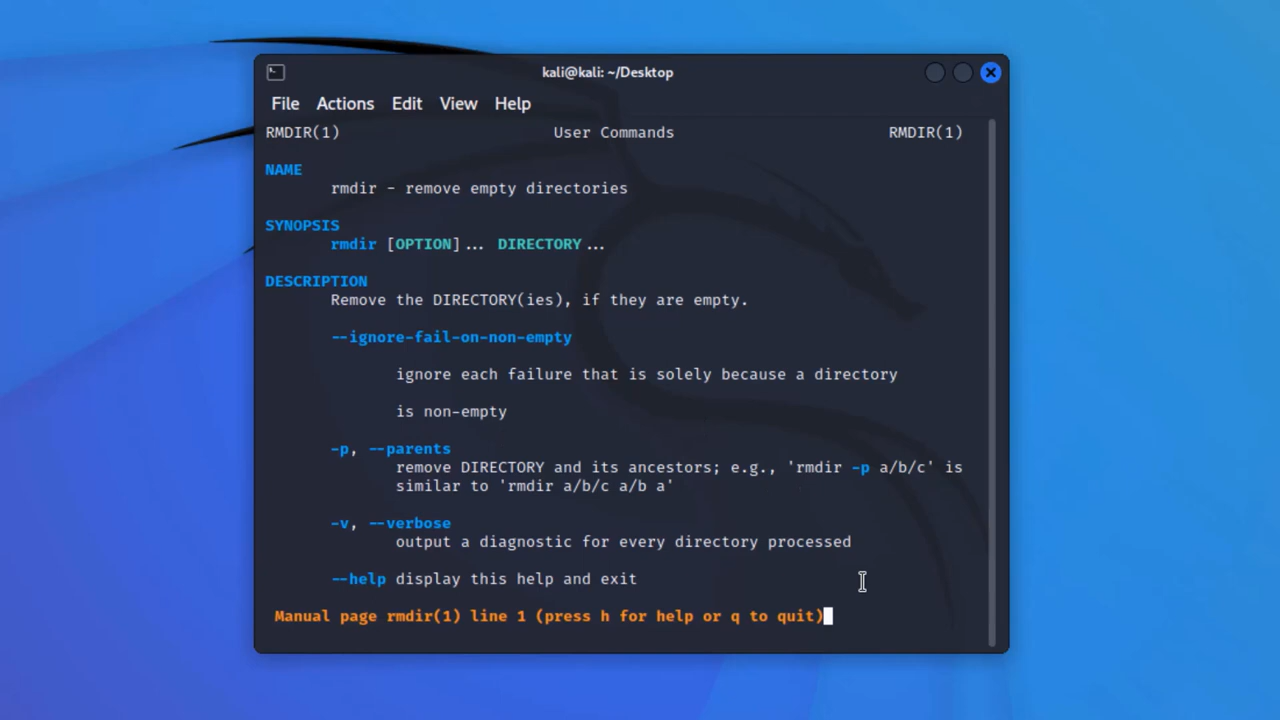 kali@kali: ~/Desktop
File Actions Edit View Help
RMDIR(1) User Commands RMDIR(1)
NAME
rmdir - remove empty directories
SYNOPSIS
rmdir [OPTION]... DIRECTORY...
DESCRIPTION
Remove the DIRECTORY(ies), if they are empty.
--ignore-fail-on-non-empty
ignore each failure that is solely because a directory
is non-empty
-p, --parents
remove DIRECTORY and its ancestors; e.g., 'rmdir -p a/b/c' is
similar to 'rmdir a/b/c a/b a'
-v, --verbose
output a diagnostic for every directory processed
--help display this help and exit
Manual page rmdir(1) line 1 (press h for help or q to quit)